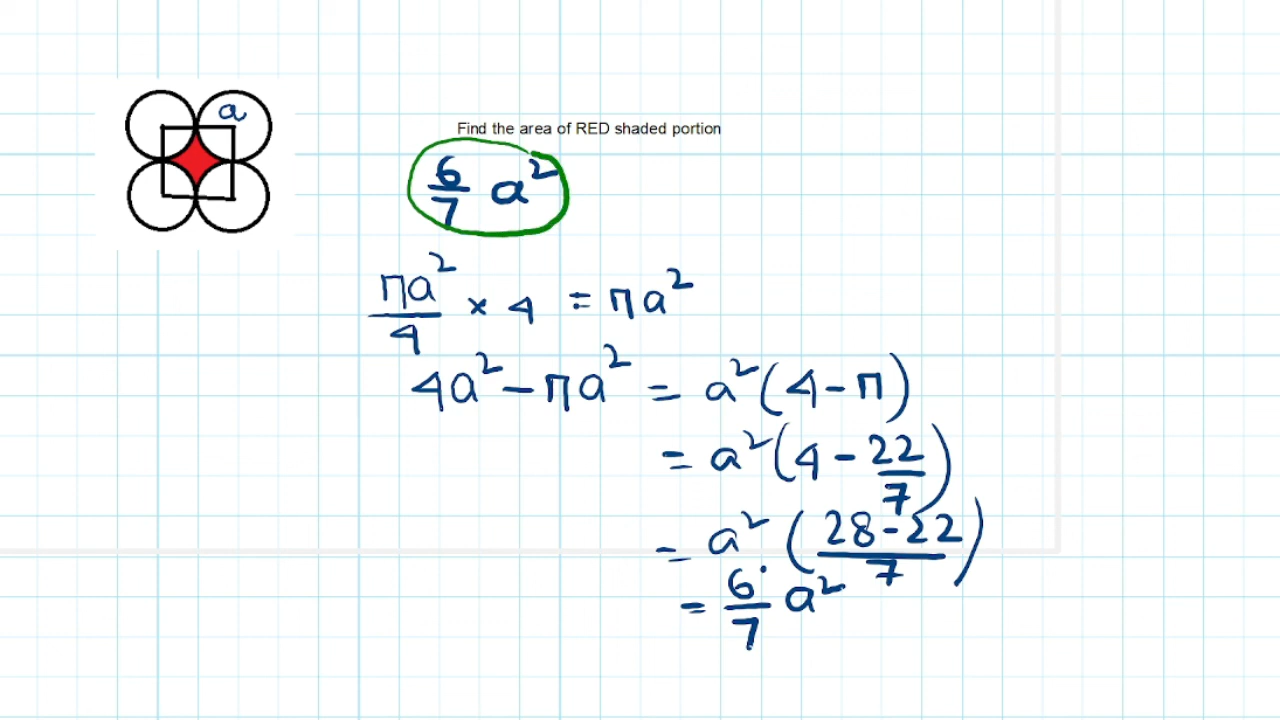 a
Find the area of RED shaded portion
6/7 a²
πa²/4 × 4 = πa²
4a² − πa² = a²(4 − π)
= a²(4 − 22/7)
= a²(28 − 22/7)
= 6/7 a²